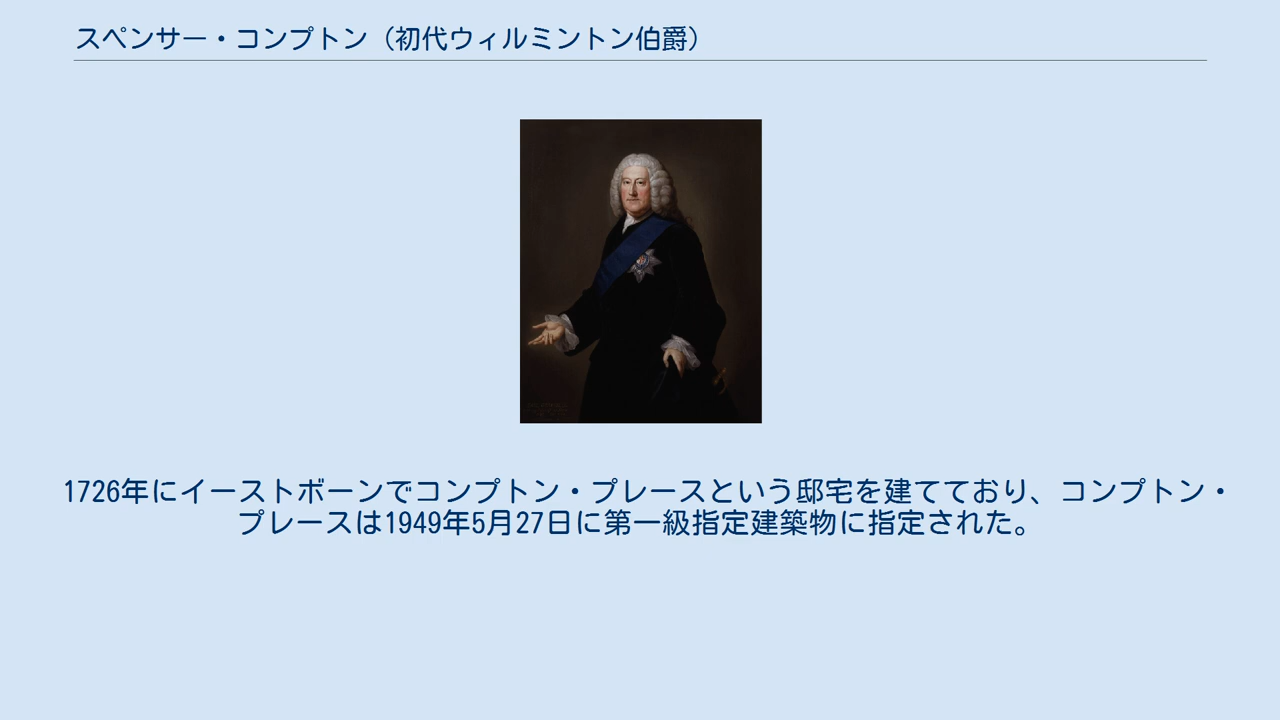 スペンサー・コンプトン（初代ウィルミントン伯爵）
1726年にイーストボーンでコンプトン・プレースという邸宅を建てており、コンプトン・
プレースは1949年5月27日に第一級指定建築物に指定された。